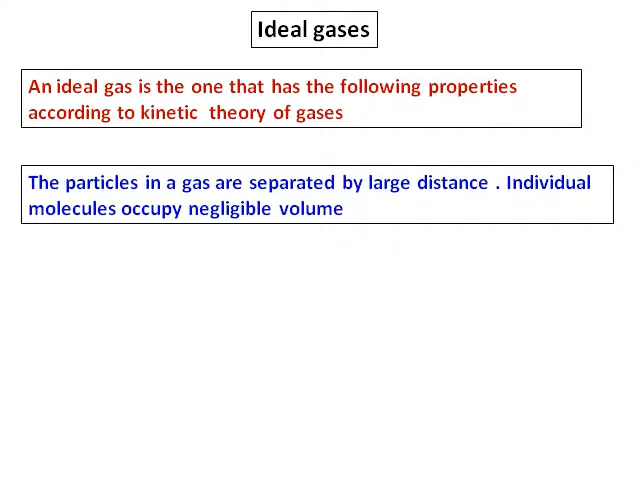 Ideal gases
An ideal gas is the one that has the following properties
according to kinetic theory of gases
The particles in a gas are separated by large distance . Individual
molecules occupy negligible volume